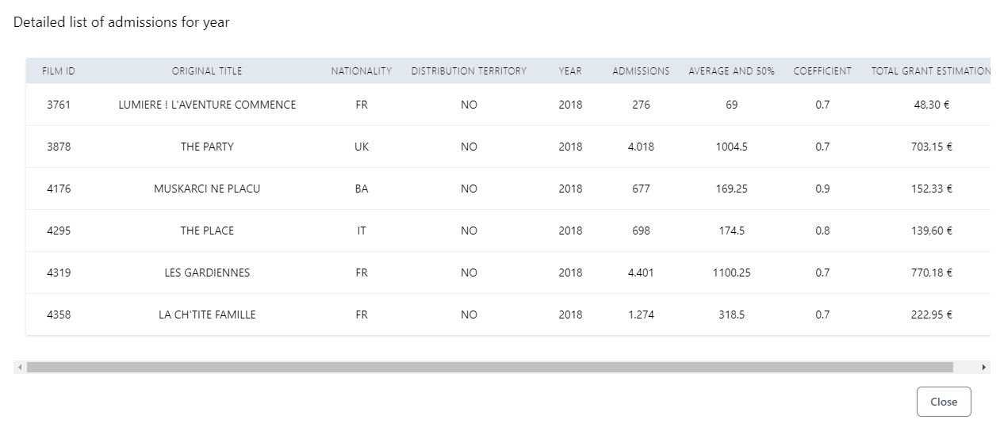 Detailed list of admissions for year
FILM ID ORIGINAL TITLE NATIONALITY DISTRIBUTION TERRITORY YEAR ADMISSIONS AVERAGE AND 50% COEFFICIENT TOTAL GRANT ESTIMATION
3761 LUMIERE ! L'AVENTURE COMMENCE FR NO 2018 276 69 0.7 48,30 €
3878 THE PARTY UK NO 2018 4.018 1004.5 0.7 703,15 €
4176 MUSKARCI NE PLACU BA NO 2018 677 169.25 0.9 152,33 €
4295 THE PLACE IT NO 2018 698 174.5 0.8 139,60 €
4319 LES GARDIENNES FR NO 2018 4.401 1100.25 0.7 770,18 €
4358 LA CH'TITE FAMILLE FR NO 2018 1.274 318.5 0.7 222,95 €
Close